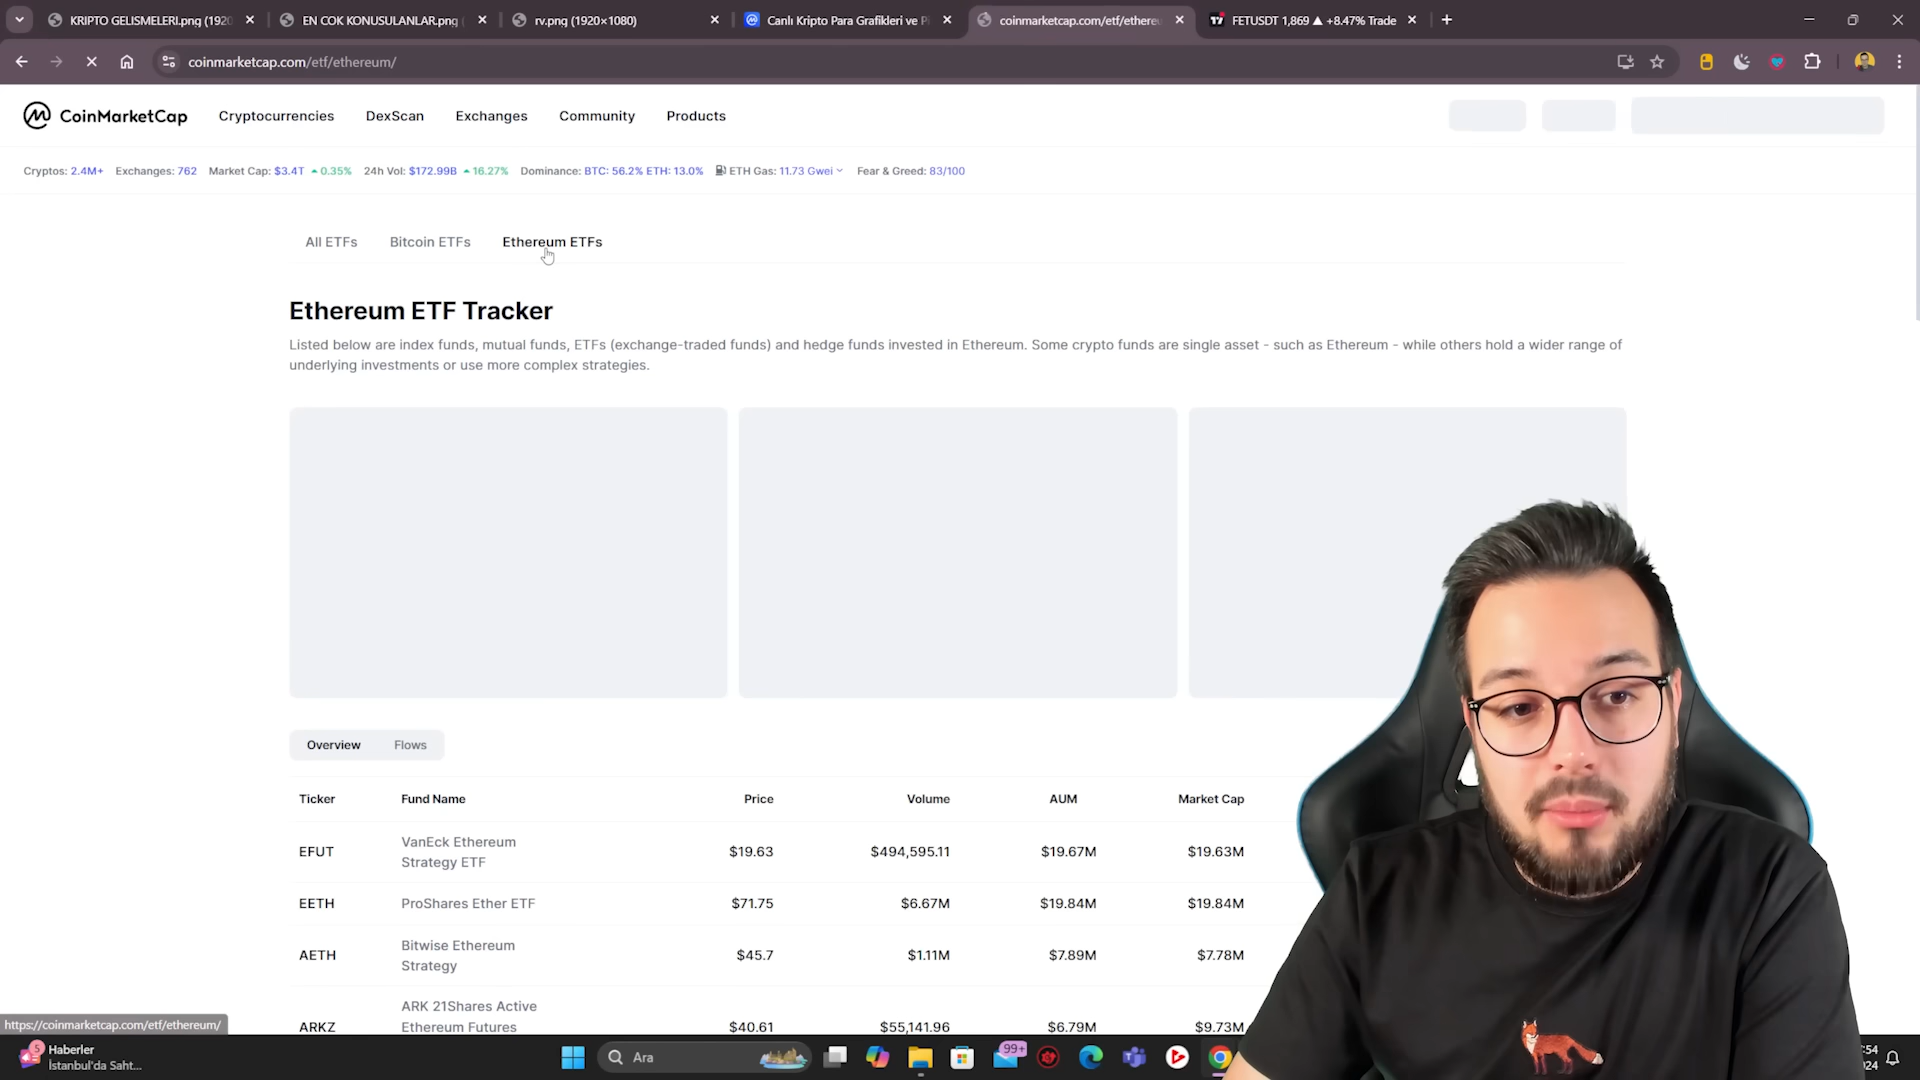 KRIPTO GELISMELERI.png (192
EN COK KONUSULANLAR.png (
rv.png (1920×1080)
Canlı Kripto Para Grafikleri ve Pi
coinmarketcap.com/etf/ethere
FETUSDT 1,869 ▲ +8.47% Trade
coinmarketcap.com/etf/ethereum/
CoinMarketCap
Cryptocurrencies
DexScan
Exchanges
Community
Products
Cryptos: 2.4M+ Exchanges: 762 Market Cap: $3.4T ▲ 0.35% 24h Vol: $172.99B ▲ 16.27% Dominance: BTC: 56.2% ETH: 13.0% ETH Gas: 11.73 Gwei Fear & Greed: 83/100
All ETFs
Bitcoin ETFs
Ethereum ETFs
Ethereum ETF Tracker
Listed below are index funds, mutual funds, ETFs (exchange-traded funds) and hedge funds invested in Ethereum. Some crypto funds are single asset - such as Ethereum - while others hold a wider range of
underlying investments or use more complex strategies.
Overview
Flows
Ticker Fund Name Price Volume AUM Market Cap
EFUT VanEck Ethereum Strategy ETF $19.63 $494,595.11 $19.67M $19.63M
EETH ProShares Ether ETF $71.75 $6.67M $19.84M $19.84M
AETH Bitwise Ethereum Strategy $45.7 $1.11M $7.89M $7.78M
ARKZ ARK 21Shares Active Ethereum Futures $40.61 $55,141.96 $6.79M $9.73M
https://coinmarketcap.com/etf/ethereum/
5
Haberler
İstanbul'da Saht...
Ara
99+
:54
024